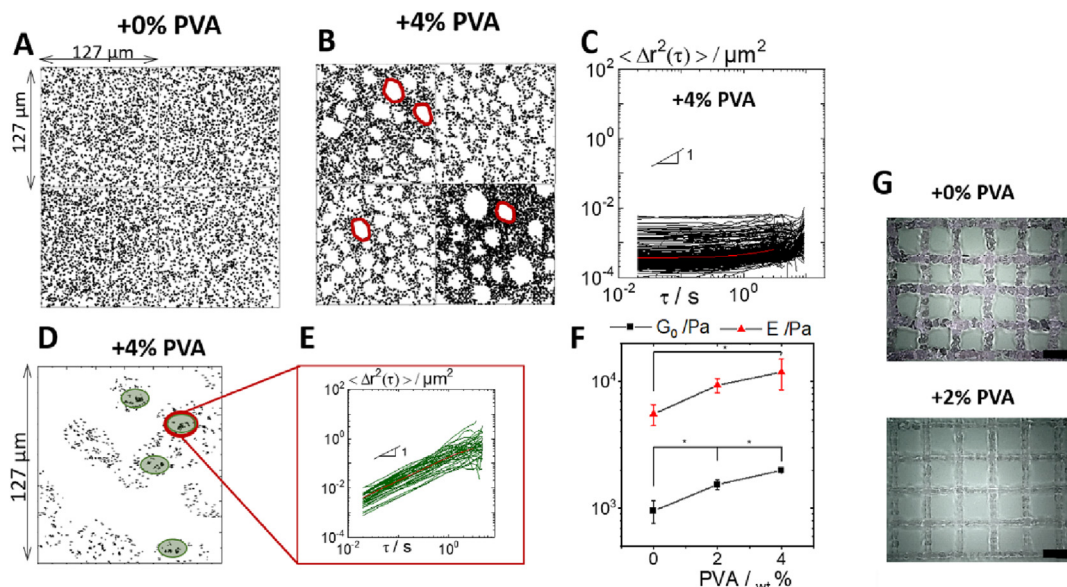 +0% PVA
+4% PVA
A
127 µm
127 µm
B
C
< Δr²(τ) > / µm²
10²
10¹
10⁰
10⁻²
10⁻⁴
+4% PVA
1
10⁻²
10⁰
τ / s
D
+4% PVA
127 µm
E
< Δr²(τ) > / µm²
10²
10⁰
10⁻²
10⁻⁴
1
10⁻²
10⁰
τ / s
F
G₀ /Pa
E /Pa
*
10⁴
*
*
10³
0
2
4
PVA / wt %
G
+0% PVA
+2% PVA